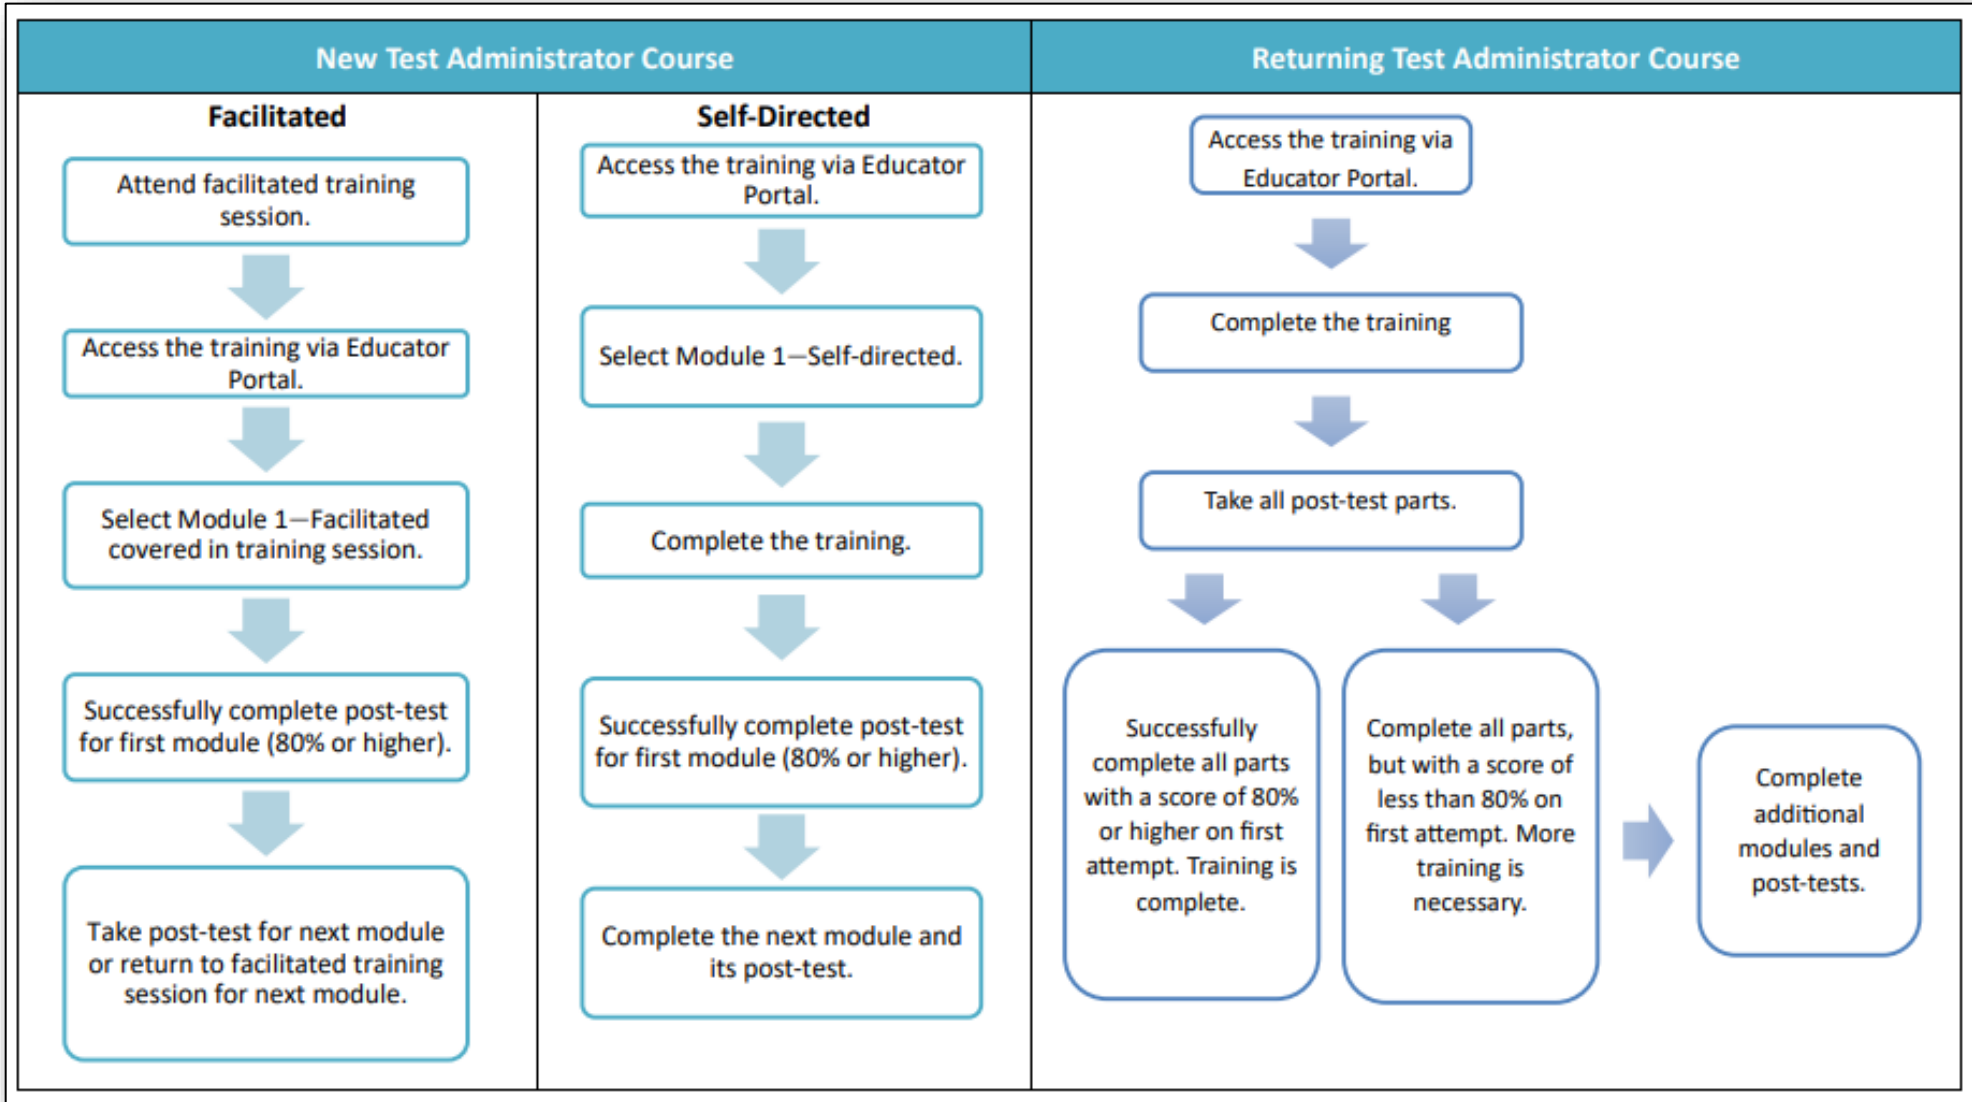 New Test Administrator Course
Returning Test Administrator Course
Facilitated
Attend facilitated training
session.
Access the training via Educator
Portal.
Select Module 1—Facilitated
covered in training session.
Successfully complete post-test
for first module (80% or higher).
Take post-test for next module
or return to facilitated training
session for next module.
Self-Directed
Access the training via Educator
Portal.
Select Module 1—Self-directed.
Complete the training.
Successfully complete post-test
for first module (80% or higher).
Complete the next module and
its post-test.
Access the training via
Educator Portal.
Complete the training
Take all post-test parts.
Successfully
complete all parts
with a score of 80%
or higher on first
attempt. Training is
complete.
Complete all parts,
but with a score of
less than 80% on
first attempt. More
training is
necessary.
Complete
additional
modules and
post-tests.